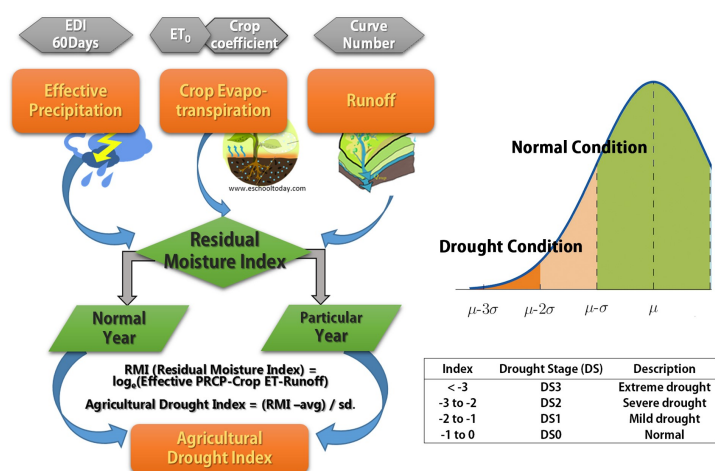 EDI
60Days
ET0
Crop
coefficient
Curve
Number
Effective
Precipitation
Crop Evapo-
transpiration
Runoff
www.eschooltoday.com
Residual
Moisture Index
Normal
Year
Particular
Year
RMI (Residual Moisture Index) =
loge(Effective PRCP-Crop ET-Runoff)
Agricultural Drought Index = (RMI –avg) / sd.
Agricultural
Drought Index
Normal Condition
Drought Condition
μ-3σ μ-2σ μ-σ μ
Index Drought Stage (DS) Description
< -3 DS3 Extreme drought
-3 to -2 DS2 Severe drought
-2 to -1 DS1 Mild drought
-1 to 0 DS0 Normal